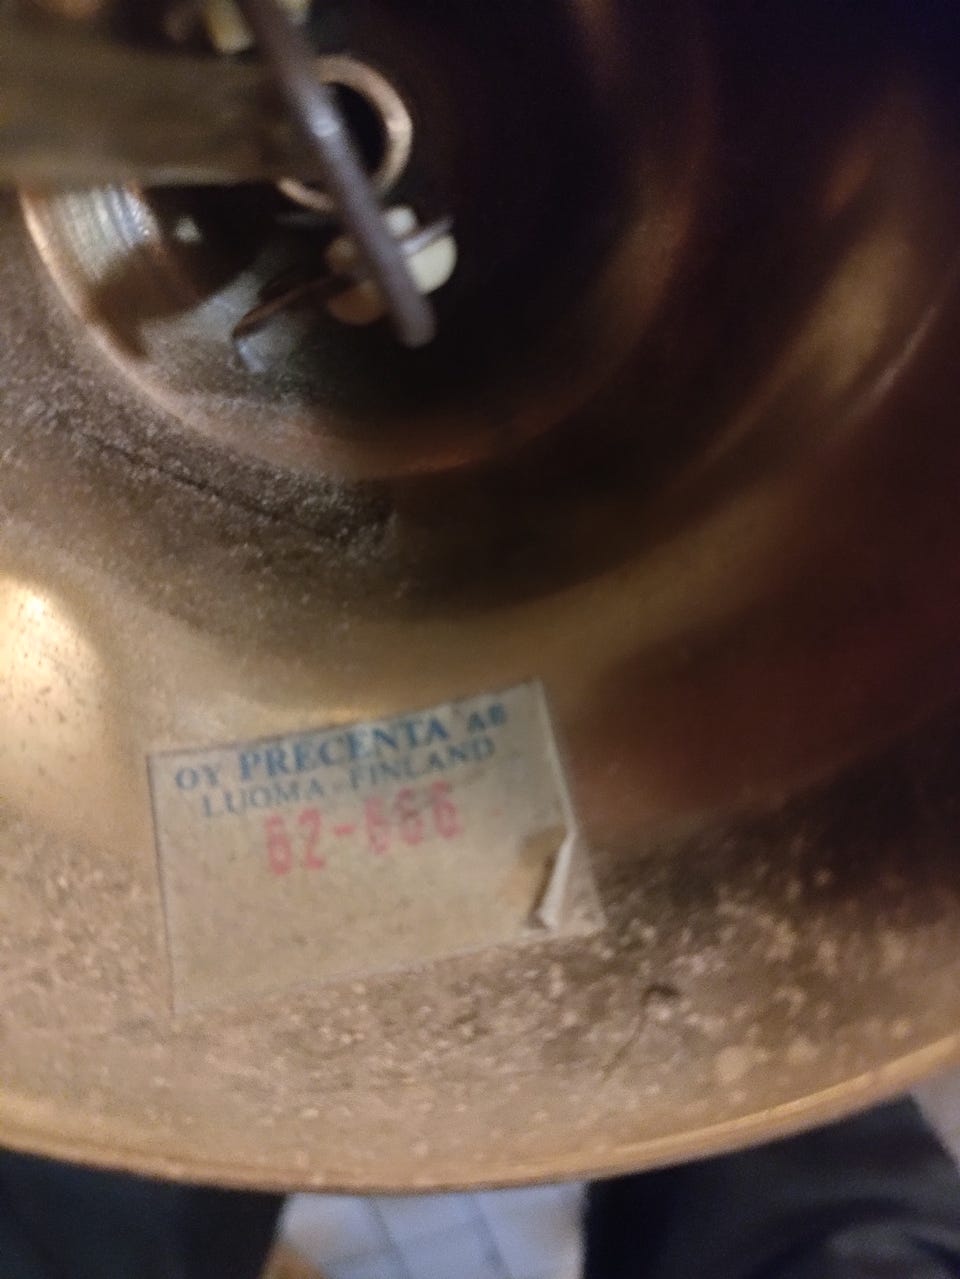 OY PRECENTA AB
LUOMA - FINLAND
62-666